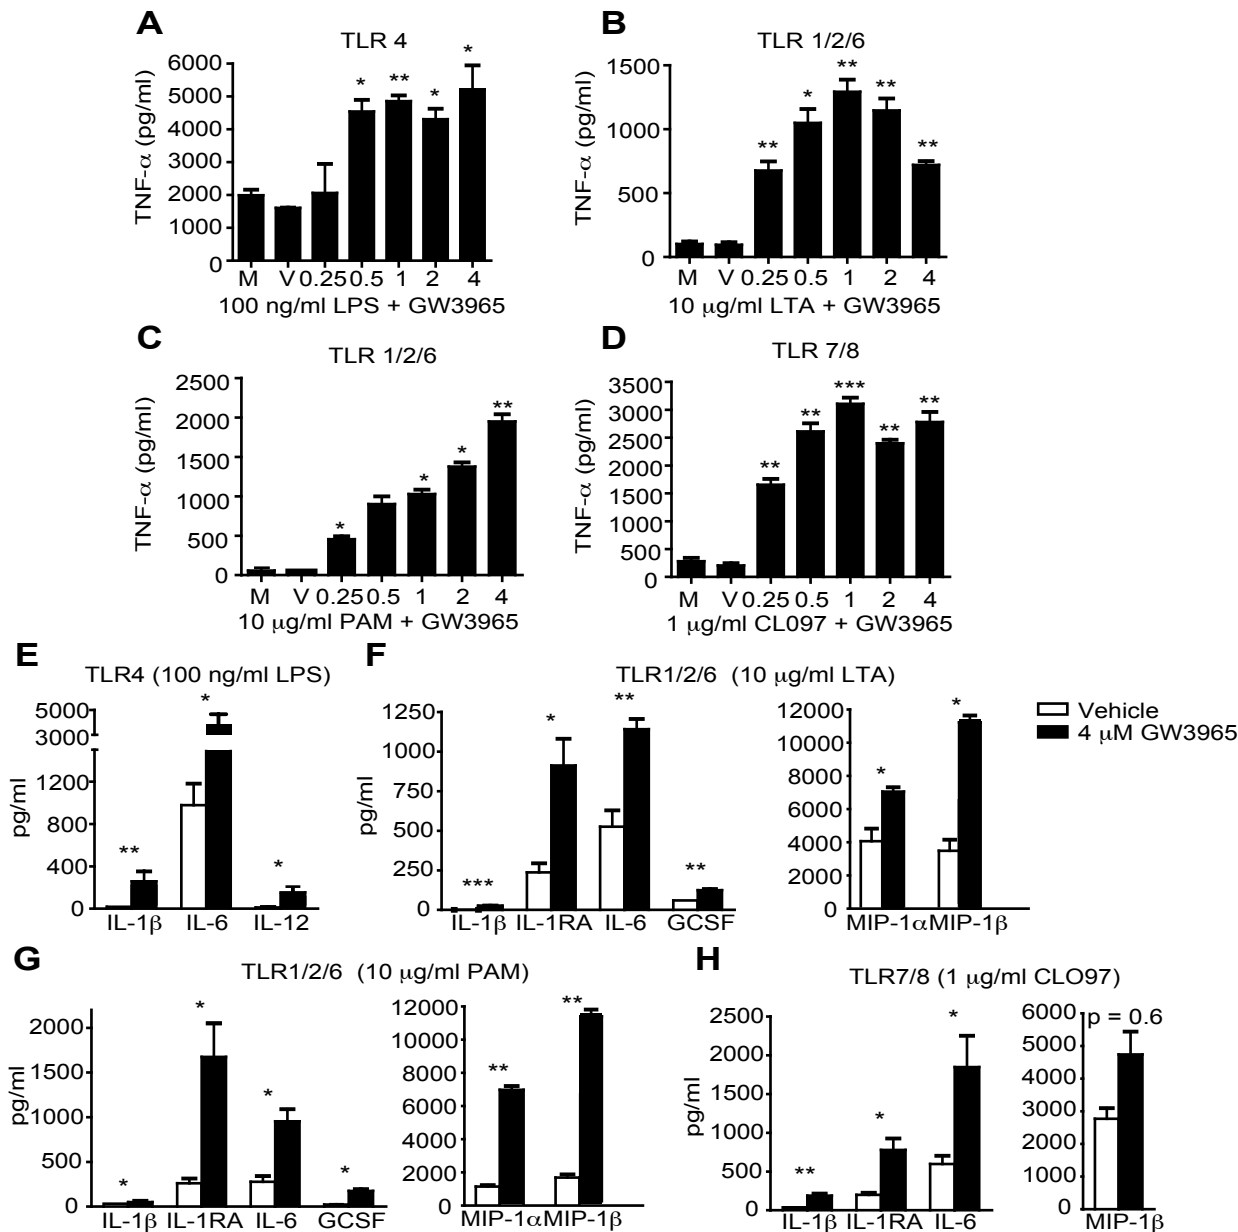 A
TLR 4
TNF-α (pg/ml)
6000
5000
4000
3000
2000
1000
0
* ** * *
M V 0.25 0.5 1 2 4
100 ng/ml LPS + GW3965
B
TLR 1/2/6
TNF-α (pg/ml)
1500
1000
500
0
** * ** ** **
M V 0.25 0.5 1 2 4
10 µg/ml LTA + GW3965
C
TLR 1/2/6
TNF-α (pg/ml)
2500
2000
1500
1000
500
0
* * * **
M V 0.25 0.5 1 2 4
10 µg/ml PAM + GW3965
D
TLR 7/8
TNF-α (pg/ml)
3500
3000
2500
2000
1500
1000
500
0
** ** *** ** **
M V 0.25 0.5 1 2 4
1 µg/ml CL097 + GW3965
E
TLR4 (100 ng/ml LPS)
pg/ml
5000
3000
1200
800
400
0
** * *
IL-1β IL-6 IL-12
F
TLR1/2/6 (10 µg/ml LTA)
pg/ml
1250
1000
750
500
250
0
*** * ** **
IL-1β IL-1RA IL-6 GCSF
12000
10000
8000
6000
4000
2000
0
* *
MIP-1α MIP-1β
Vehicle
4 µM GW3965
G
TLR1/2/6 (10 µg/ml PAM)
pg/ml
2000
1500
1000
500
0
* * * *
IL-1β IL-1RA IL-6 GCSF
12000
10000
8000
6000
4000
2000
0
** **
MIP-1α MIP-1β
H
TLR7/8 (1 µg/ml CLO97)
pg/ml
2500
2000
1500
1000
500
0
** * *
IL-1β IL-1RA IL-6
6000
5000
4000
3000
2000
1000
0
p = 0.6
MIP-1β